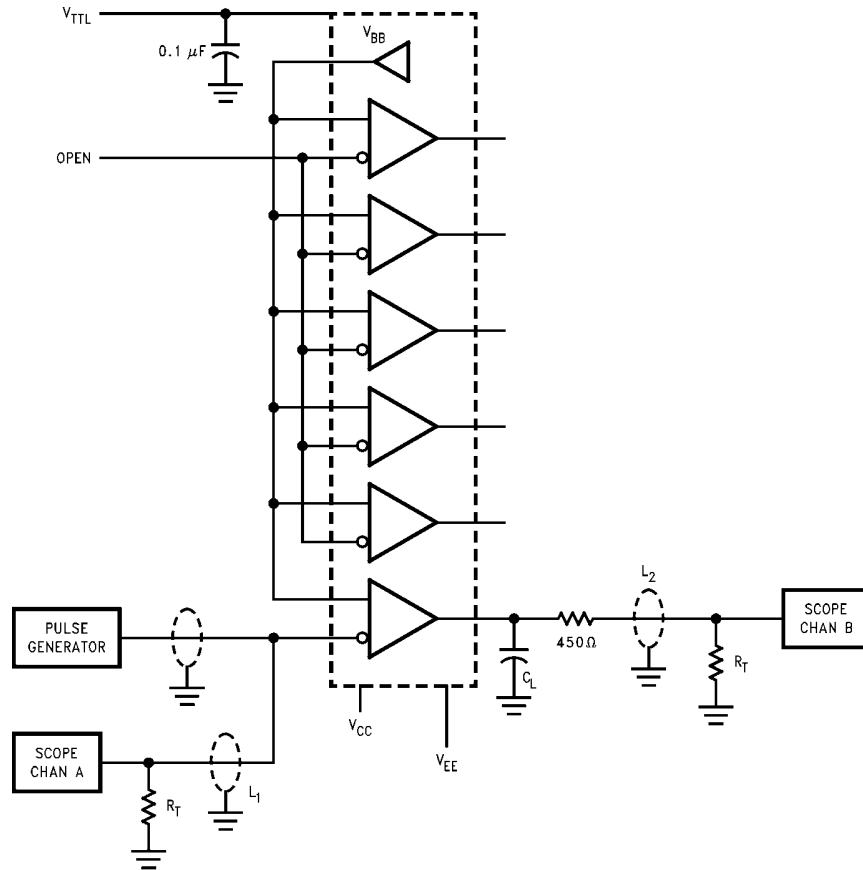 V_TTL
0.1 μF
V_BB
OPEN
PULSE
GENERATOR
SCOPE
CHAN A
R_T
L_1
V_CC
V_EE
C_L
450Ω
L_2
R_T
SCOPE
CHAN B